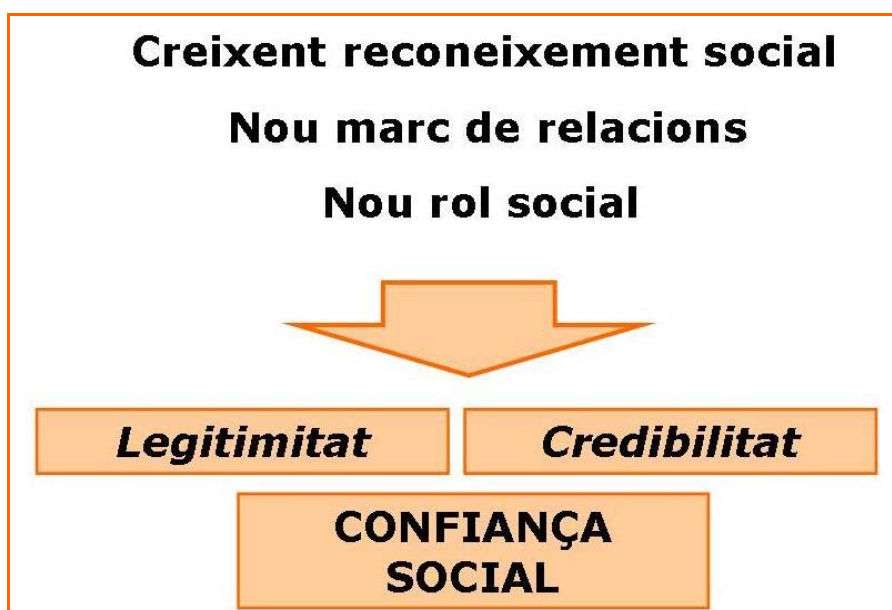 Creixent reconeixement social
Nou marc de relacions
Nou rol social
Legitimitat
Credibilitat
CONFIANÇA
SOCIAL